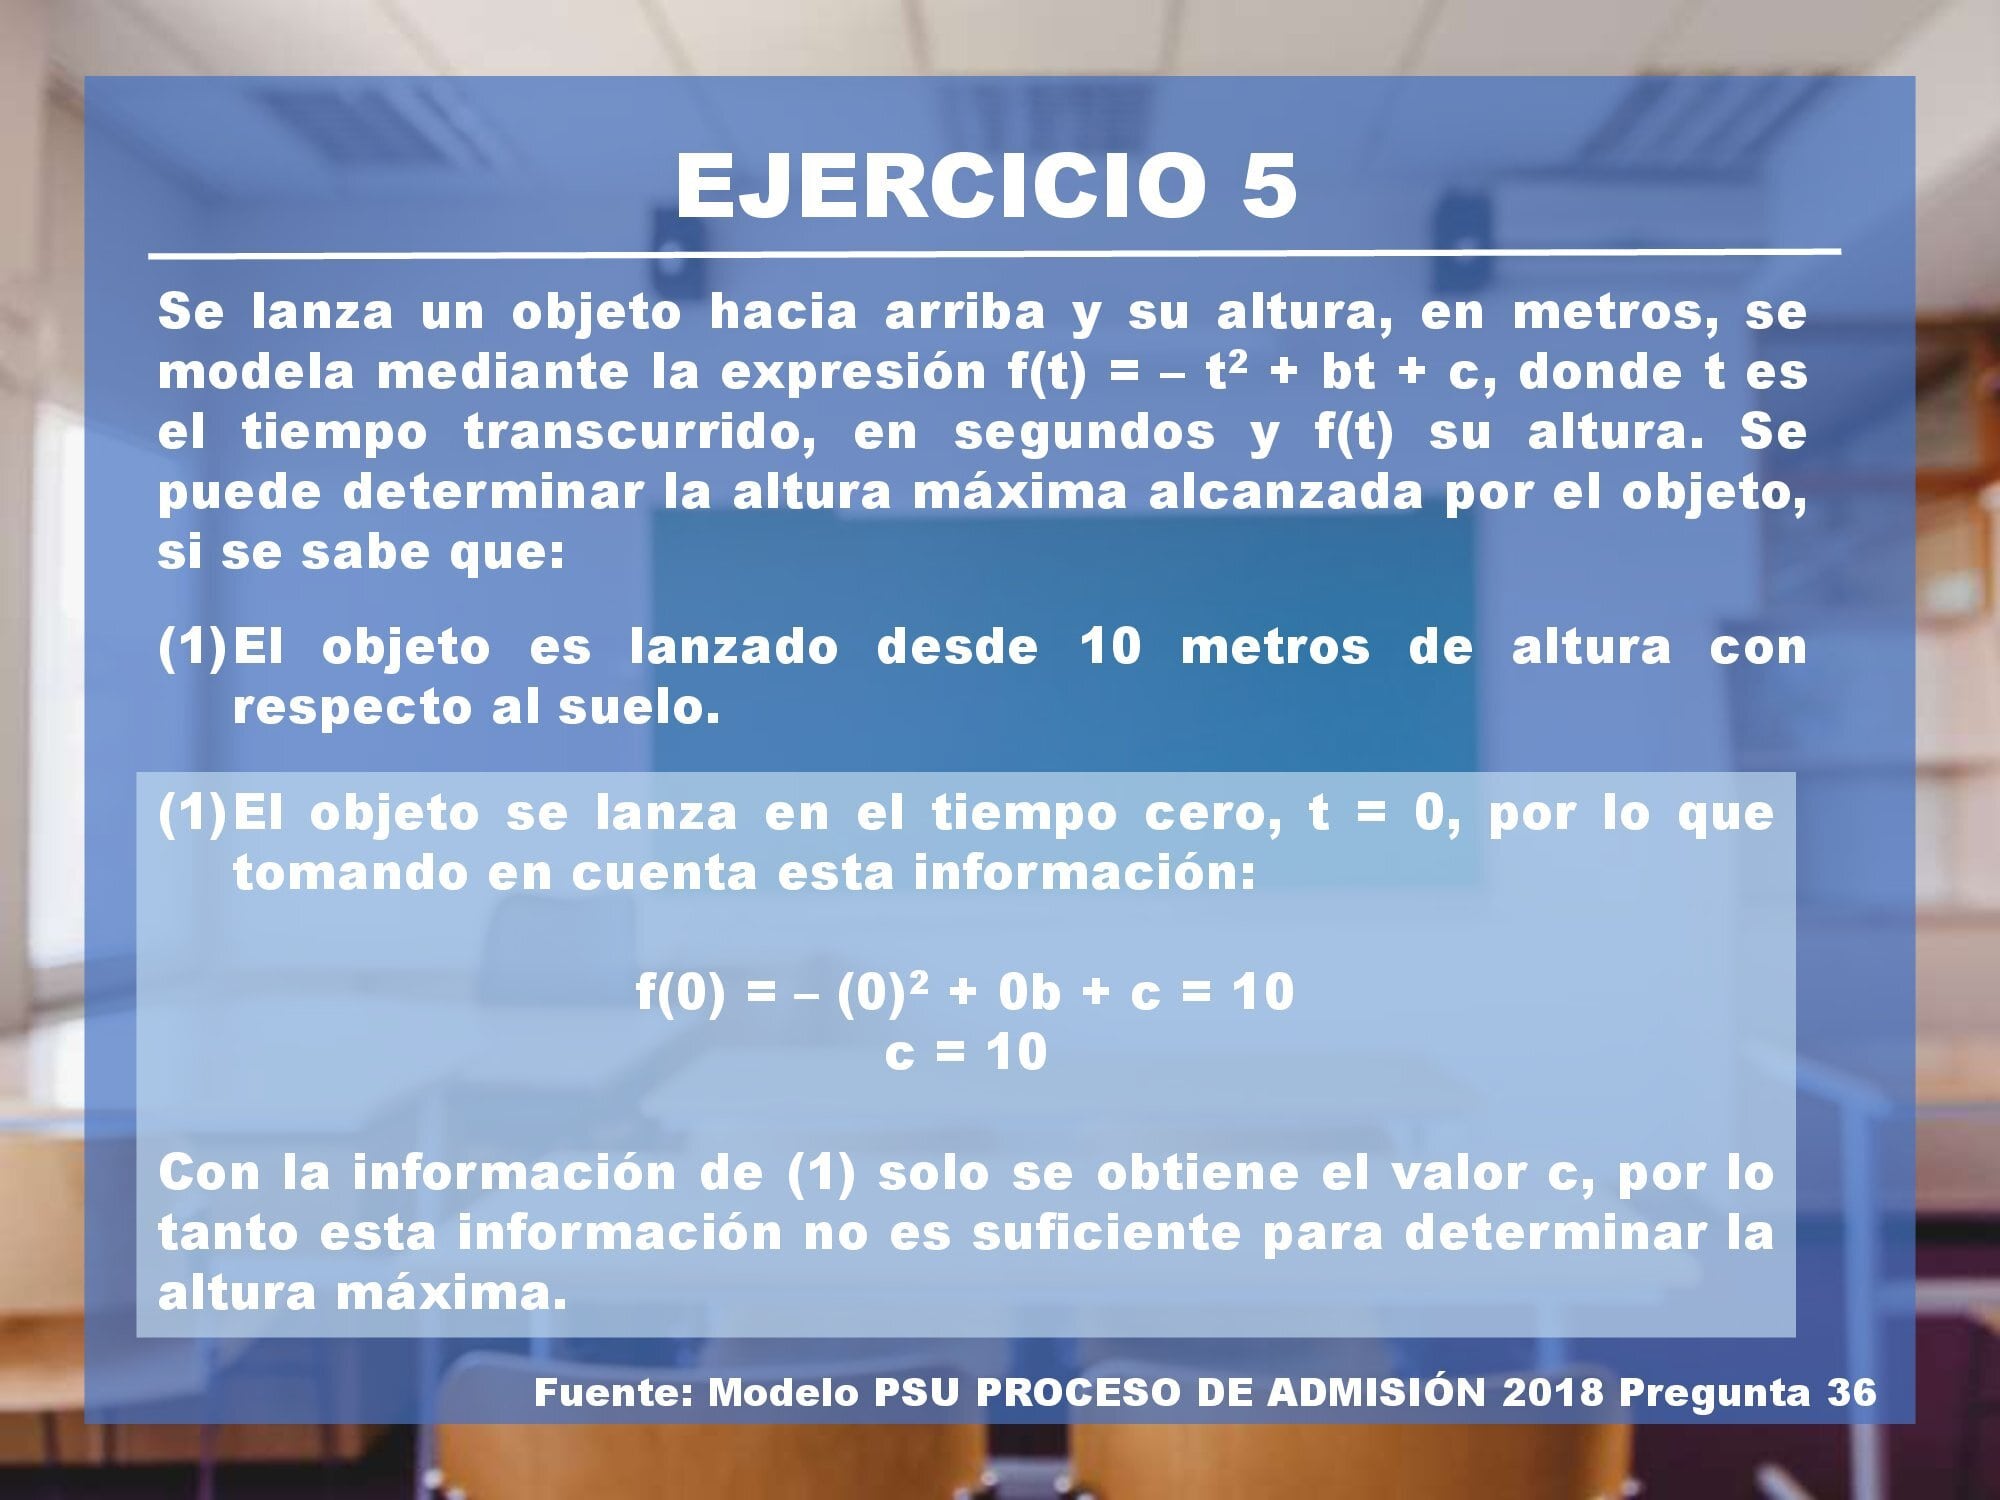 EJERCICIO 5
Se lanza un objeto hacia arriba y su altura, en metros, se
modela mediante la expresión f(t) = – t² + bt + c, donde t es
el tiempo transcurrido, en segundos y f(t) su altura. Se
puede determinar la altura máxima alcanzada por el objeto,
si se sabe que:
(1) El objeto es lanzado desde 10 metros de altura con
respecto al suelo.
(1) El objeto se lanza en el tiempo cero, t = 0, por lo que
tomando en cuenta esta información:
f(0) = – (0)² + 0b + c = 10
c = 10
Con la información de (1) solo se obtiene el valor c, por lo
tanto esta información no es suficiente para determinar la
altura máxima.
Fuente: Modelo PSU PROCESO DE ADMISIÓN 2018 Pregunta 36